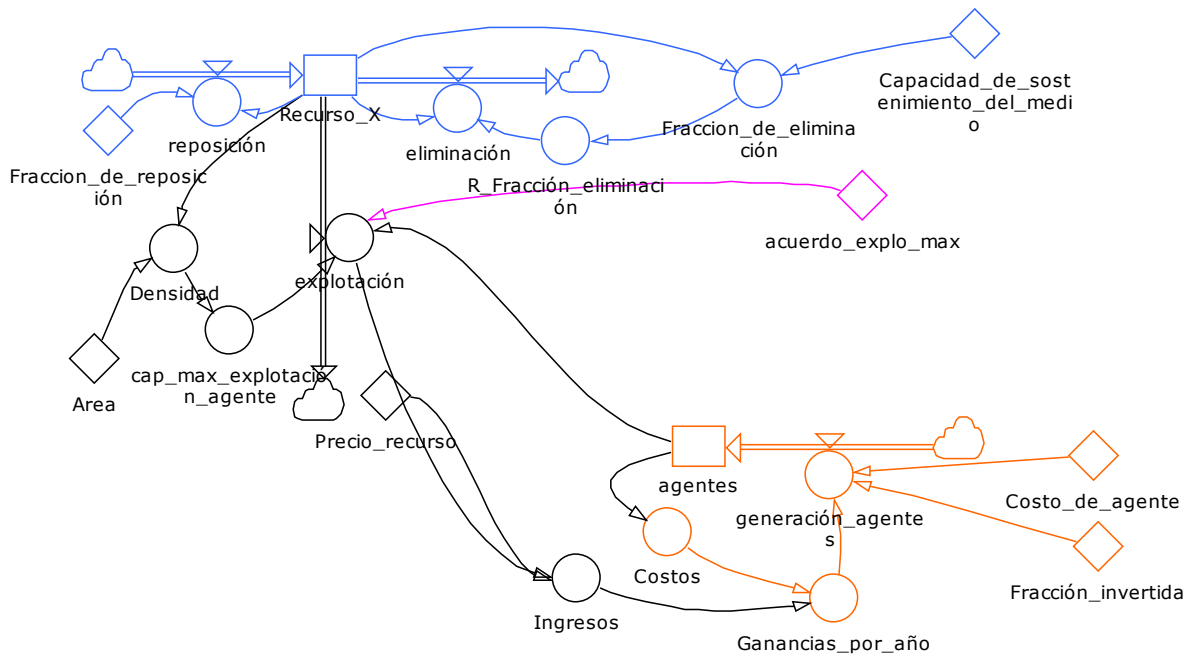 Recurso_X
Capacidad_de_sost
enimiento_del_medi
o
reposición
eliminación
Fraccion_de_elimina
ción
Fraccion_de_reposic
ión
R_Fracción_eliminaci
ón
acuerdo_explo_max
explotación
Densidad
cap_max_explotacio
n_agente
Area
Precio_recurso
agentes
generación_agente
s
Costo_de_agente
Costos
Fracción_invertida
Ingresos
Ganancias_por_año